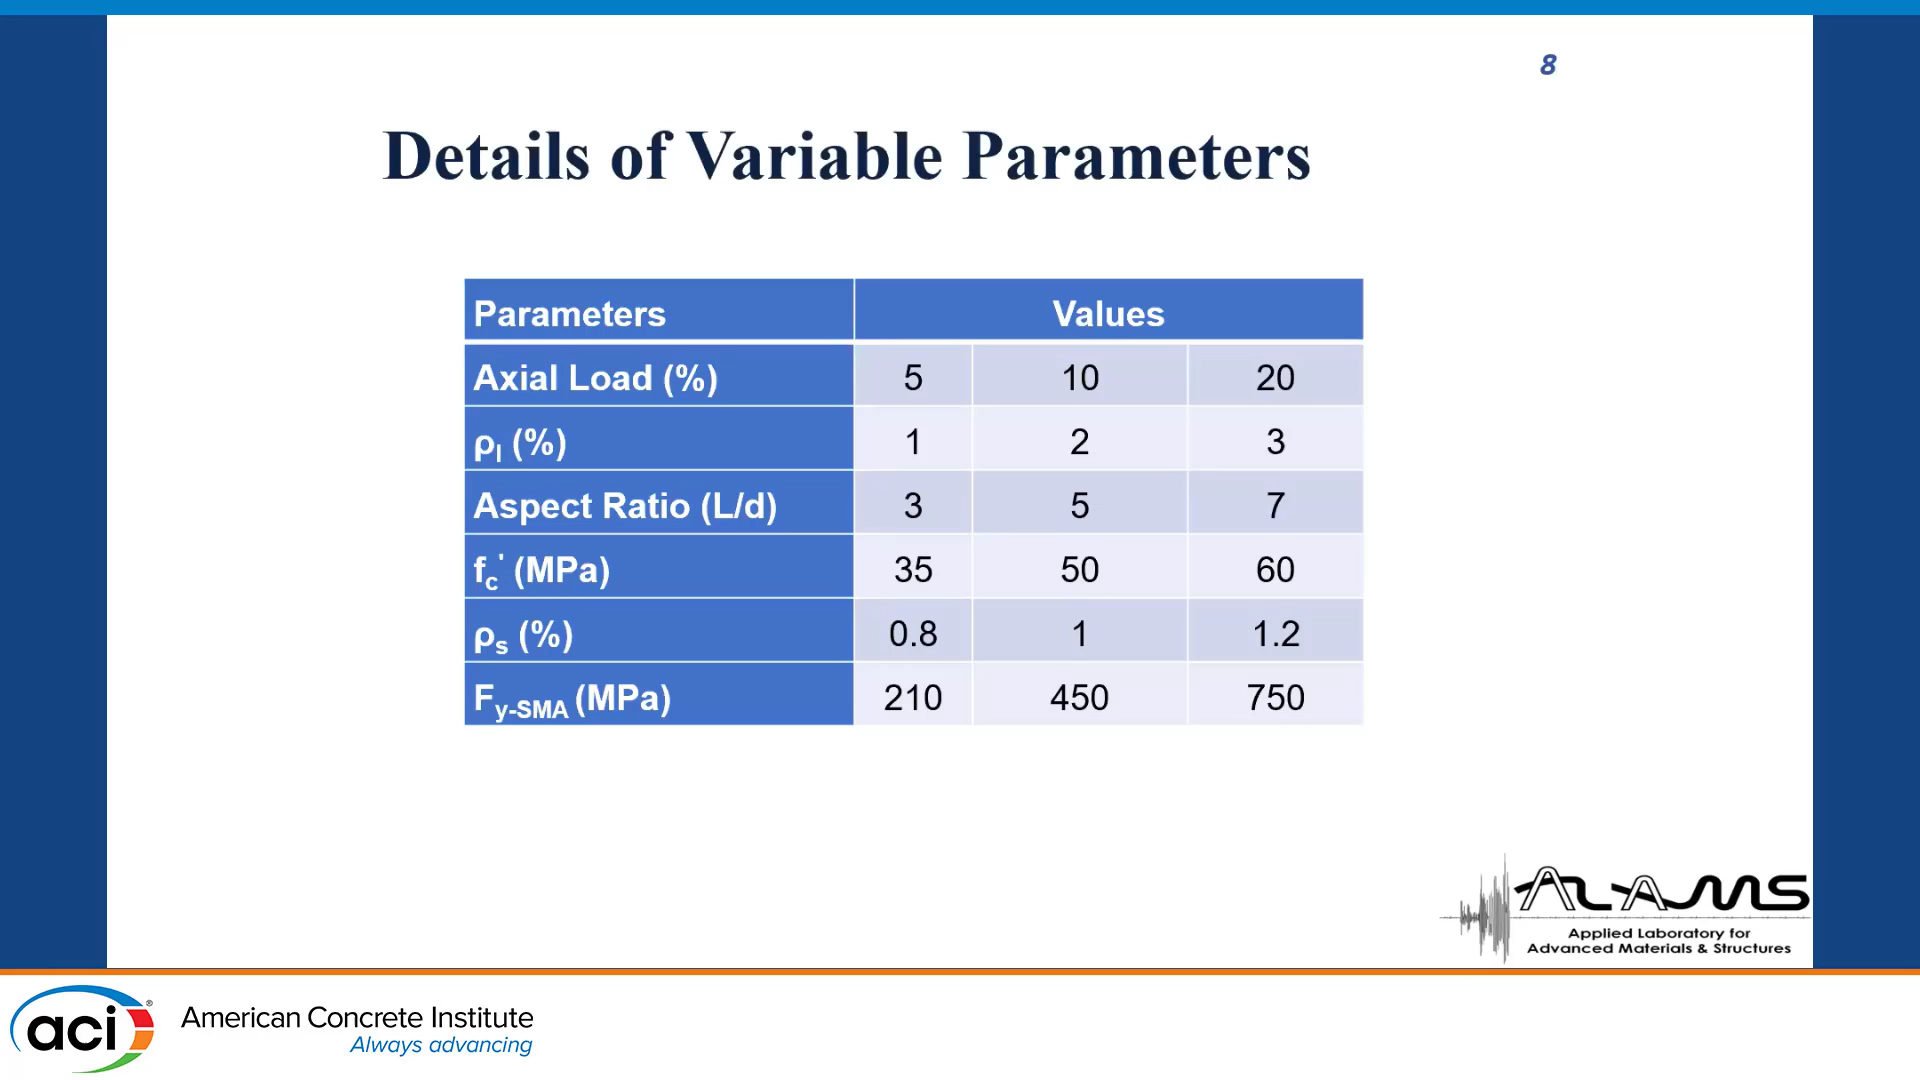 8
Details of Variable Parameters
Parameters Values
Axial Load (%) 5 10 20
ρl (%) 1 2 3
Aspect Ratio (L/d) 3 5 7
fc' (MPa) 35 50 60
ρs (%) 0.8 1 1.2
Fy-SMA (MPa) 210 450 750
ALAMS
Applied Laboratory for
Advanced Materials & Structures
aci®
American Concrete Institute
Always advancing